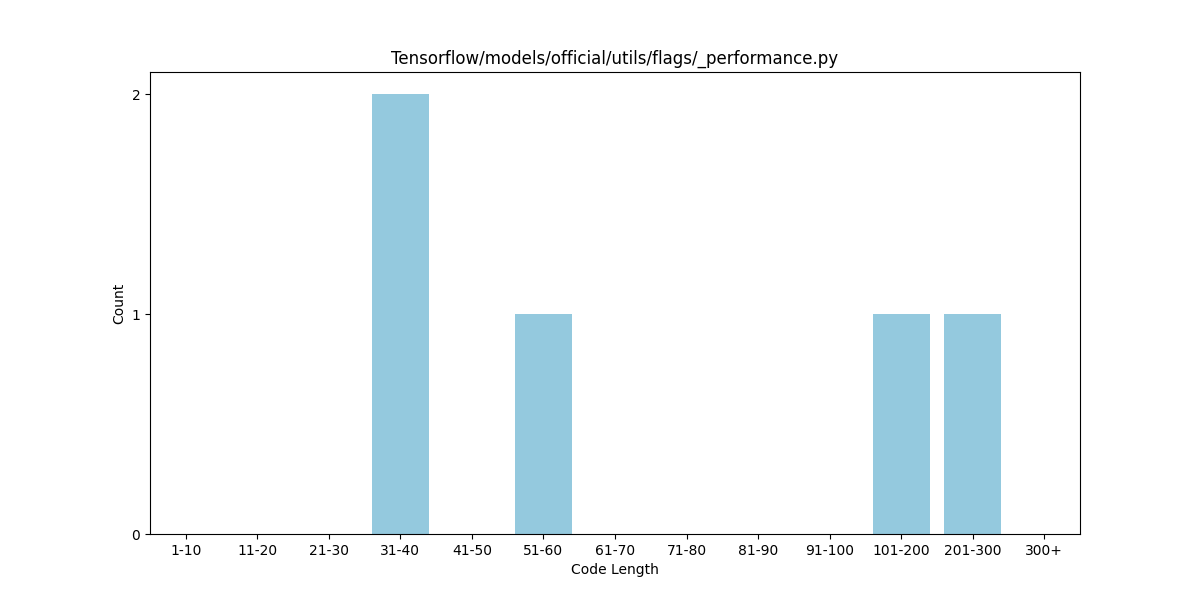 Tensorflow/models/official/utils/flags/_performance.py
2
1
0
Count
1-10 11-20 21-30 31-40 41-50 51-60 61-70 71-80 81-90 91-100 101-200 201-300 300+
Code Length